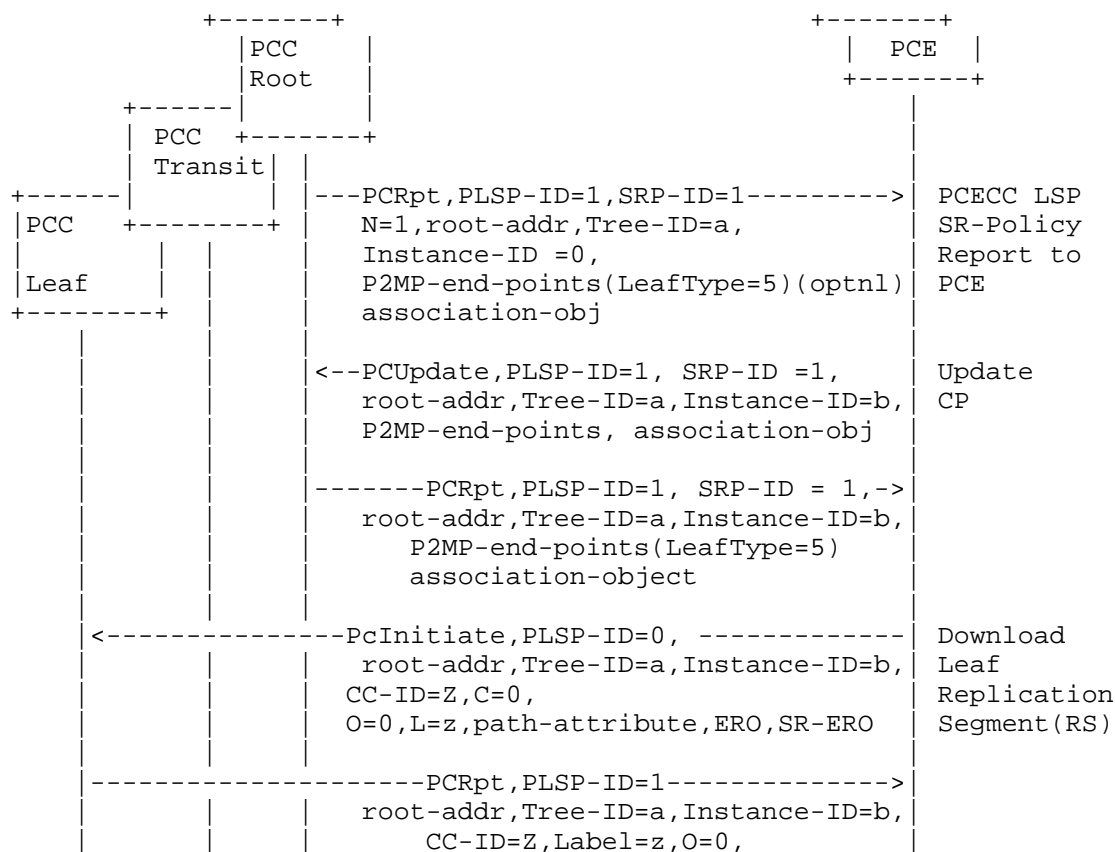 +-------+ +-------+
|PCC | | PCE |
|Root | +-------+
+------| | |
| PCC +-------+ |
| Transit| | |
+------| | |---PCRpt,PLSP-ID=1,SRP-ID=1--------->| PCECC LSP
|PCC +--------+ | N=1,root-addr,Tree-ID=a, | SR-Policy
| | | | Instance-ID =0, | Report to
|Leaf | | | P2MP-end-points(LeafType=5)(optnl)| PCE
+--------+ | | association-obj |
| | | |
| | |<--PCUpdate,PLSP-ID=1, SRP-ID =1, | Update
| | | root-addr,Tree-ID=a,Instance-ID=b,| CP
| | | P2MP-end-points, association-obj |
| | | |
| | |-------PCRpt,PLSP-ID=1, SRP-ID = 1,->|
| | | root-addr,Tree-ID=a,Instance-ID=b,|
| | | P2MP-end-points(LeafType=5) |
| | | association-object |
| | | |
|<---------------PcInitiate,PLSP-ID=0, -------------| Download
| | | root-addr,Tree-ID=a,Instance-ID=b,| Leaf
| | | CC-ID=Z,C=0, | Replication
| | | O=0,L=z,path-attribute,ERO,SR-ERO | Segment(RS)
| | | |
|---------------------PCRpt,PLSP-ID=1-------------->|
| | | root-addr,Tree-ID=a,Instance-ID=b,|
| | | CC-ID=Z,Label=z,O=0, |